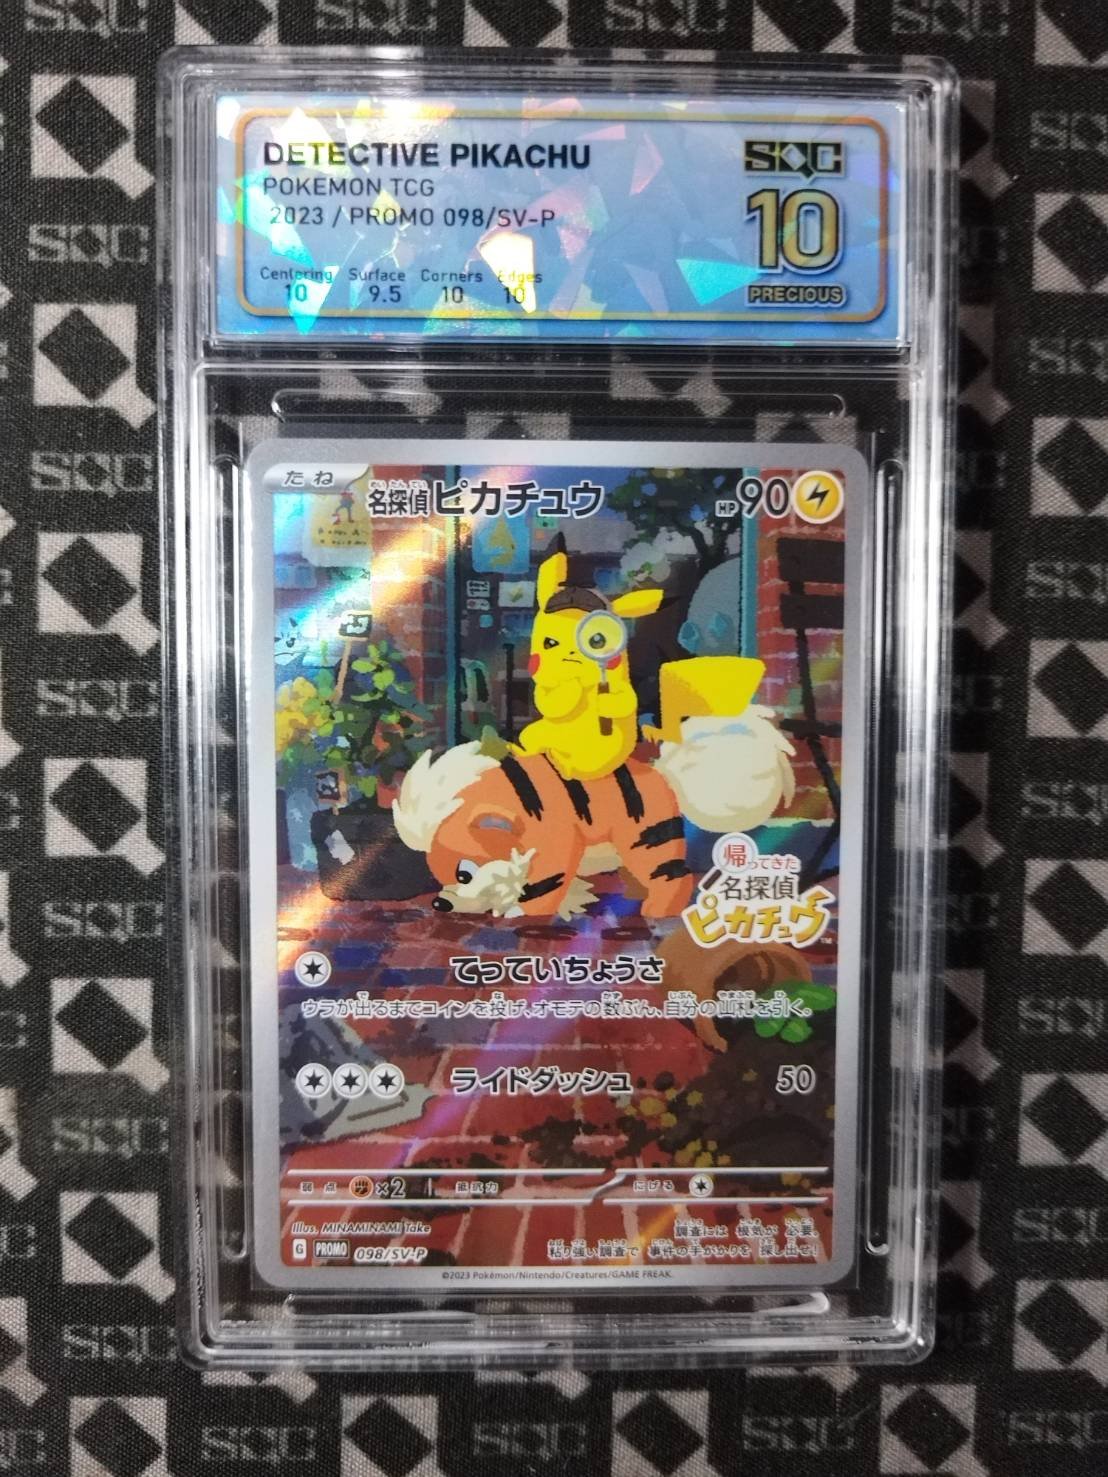 DETECTIVE PIKACHU
POKEMON TCG
2023 / PROMO 098/SV-P
Centering Surface Corners Edges
10 9.5 10 10
SQC
10
PRECIOUS
たね
めいたんてい
名探偵ピカチュウ
HP90
帰ってきた
名探偵
ピカチュウ
てっていちょうさ
ウラが出るまでコインを投げ、オモテの数ぶん、自分の山札を引く。
ライドダッシュ 50
弱点 ×2 抵抗力 にげる
Illus. MINAMINAMI Take
G PROMO 098/SV-P
調査には 根気が 必要。
粘り強い調査で 事件の手がかりを 探し出せ!
©2023 Pokémon/Nintendo/Creatures/GAME FREAK.